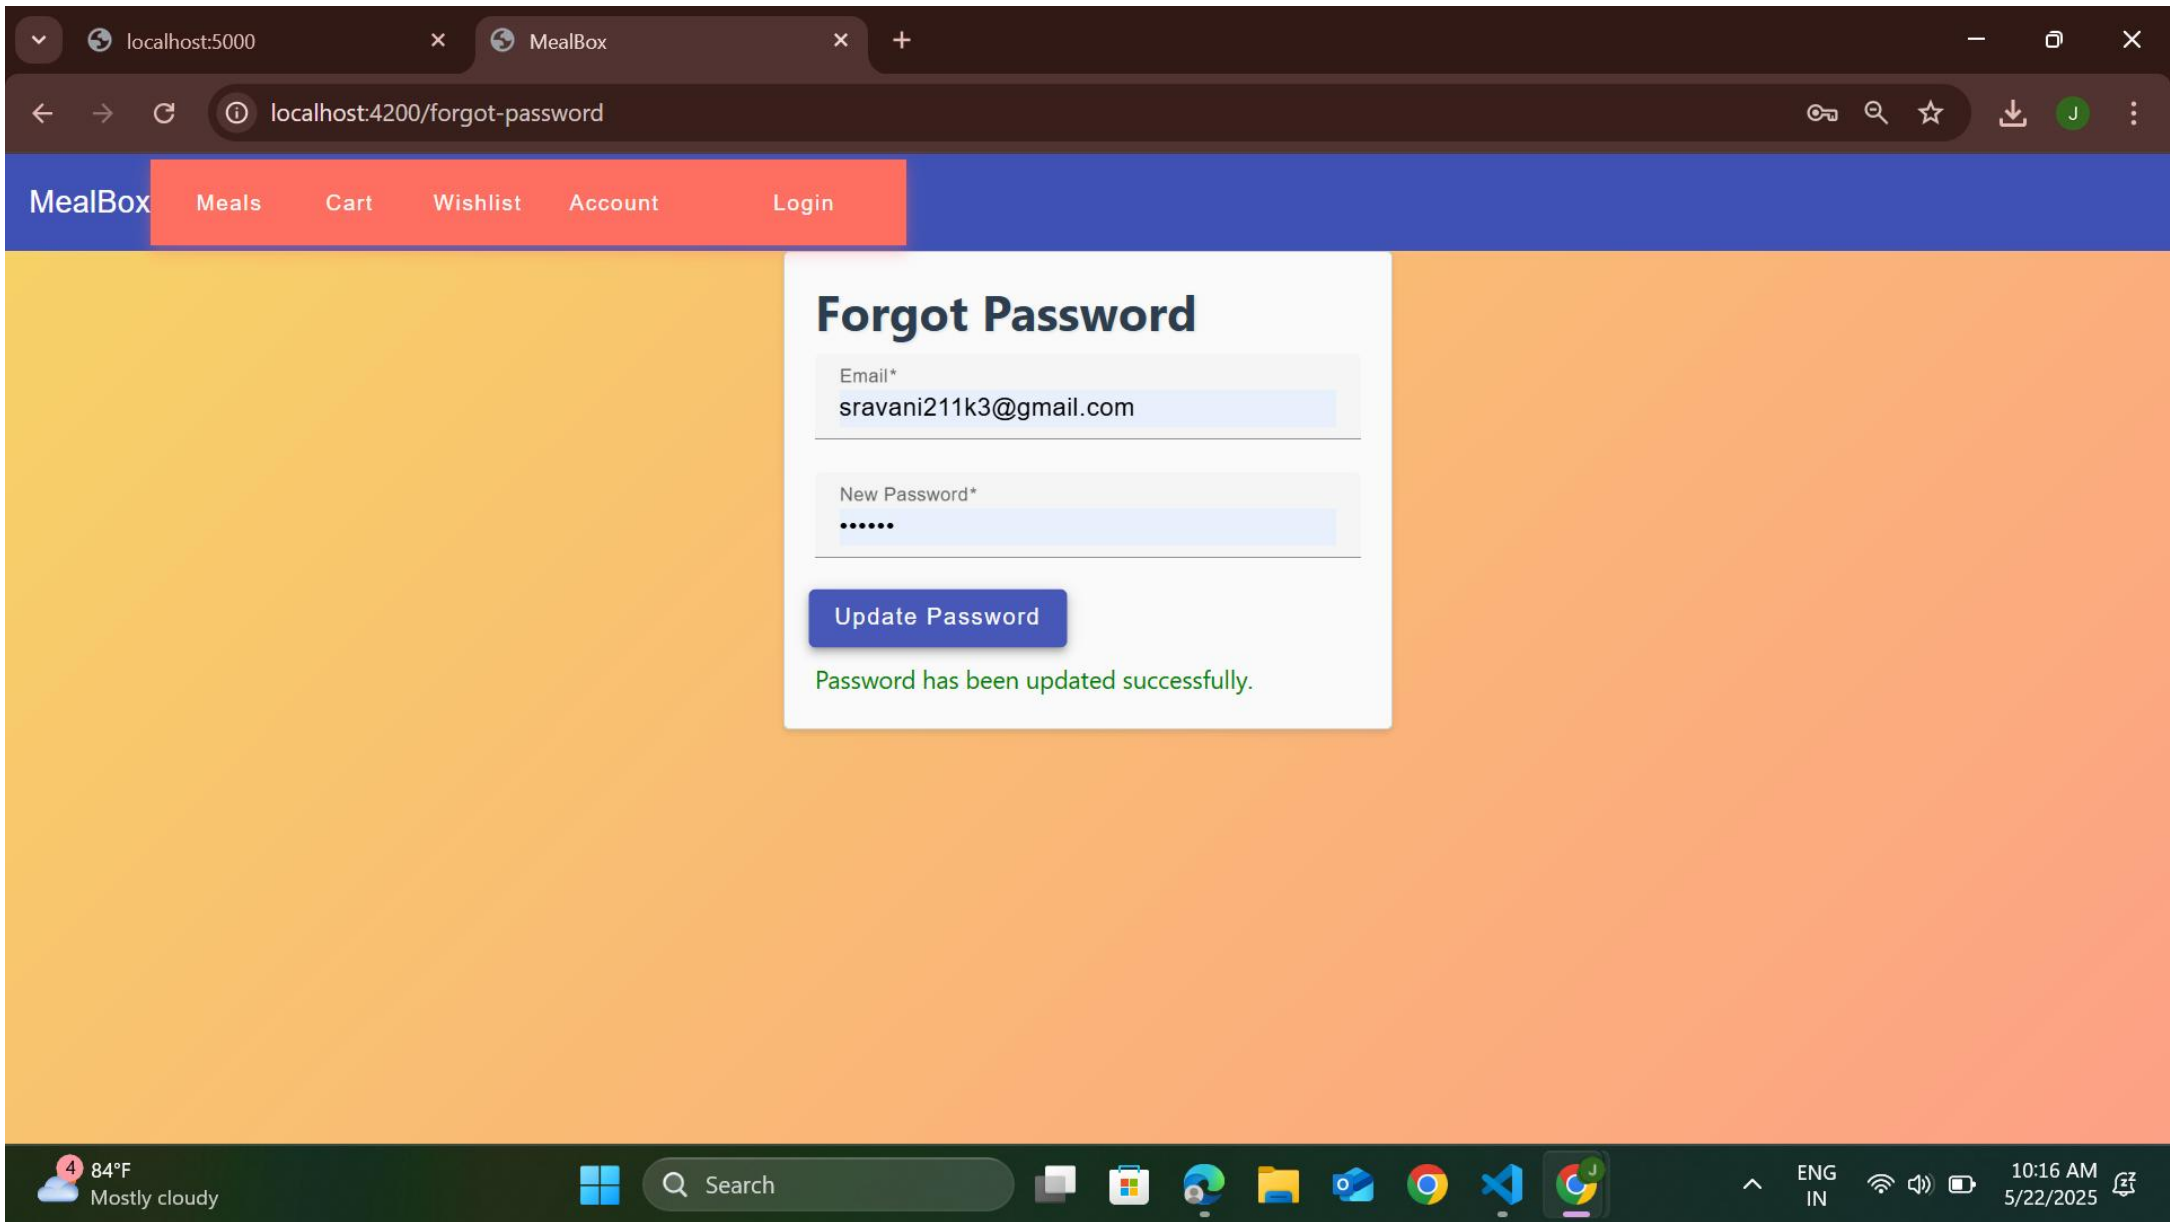 localhost:5000
MealBox
localhost:4200/forgot-password
J
MealBox
Meals
Cart
Wishlist
Account
Login
Forgot Password
Email*
sravani211k3@gmail.com
New Password*
••••••
Update Password
Password has been updated successfully.
4
84°F
Mostly cloudy
Search
J
ENG
IN
10:16 AM
5/22/2025